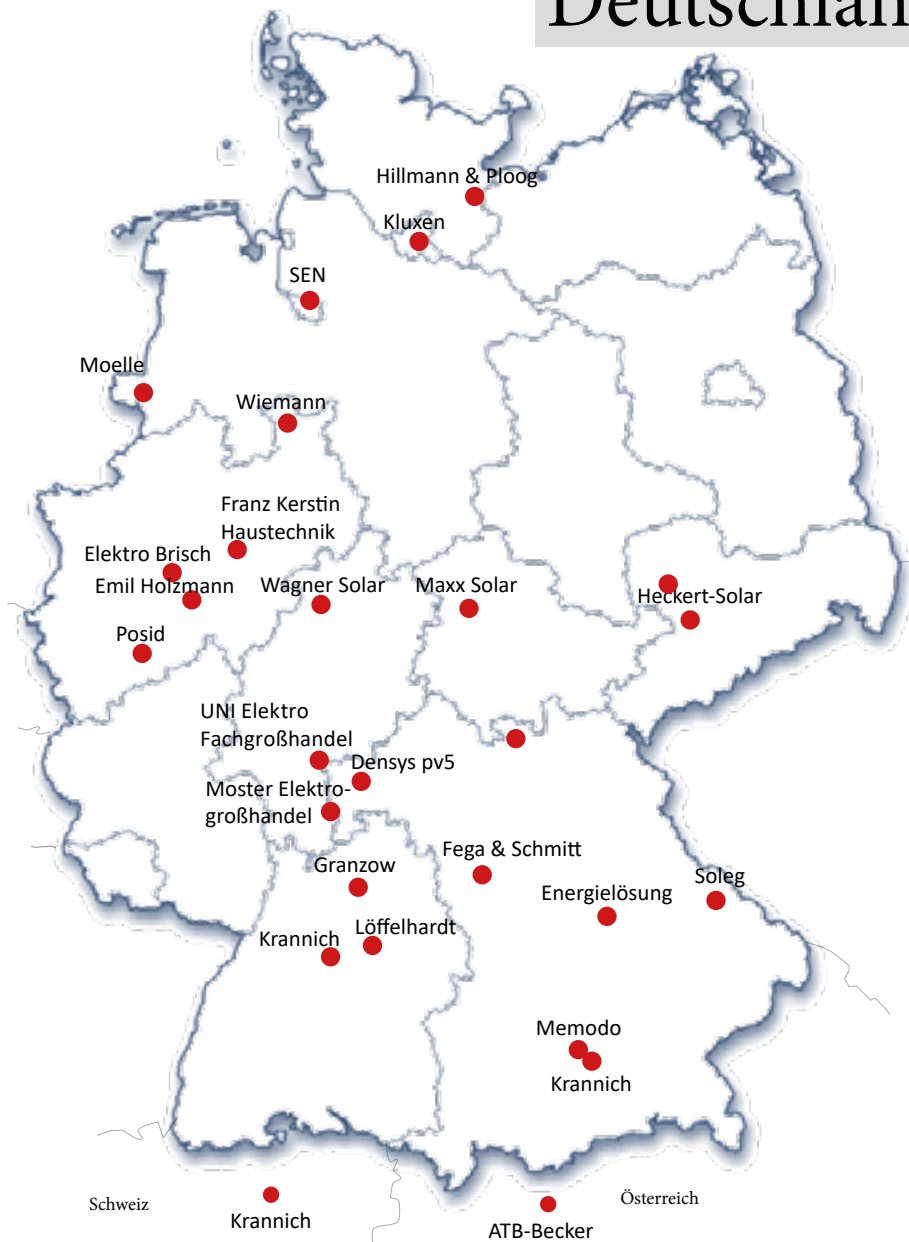 Deutschlan
Hillmann & Ploog
Kluxen
SEN
Moelle
Wiemann
Franz Kerstin
Haustechnik
Elektro Brisch
Emil Holzmann
Wagner Solar
Maxx Solar
Heckert-Solar
Posid
UNI Elektro
Fachgroßhandel
Densys pv5
Moster Elektro-
großhandel
Fega & Schmitt
Granzow
Soleg
Energielösung
Löffelhardt
Krannich
Memodo
Krannich
Schweiz
Österreich
Krannich
ATB-Becker